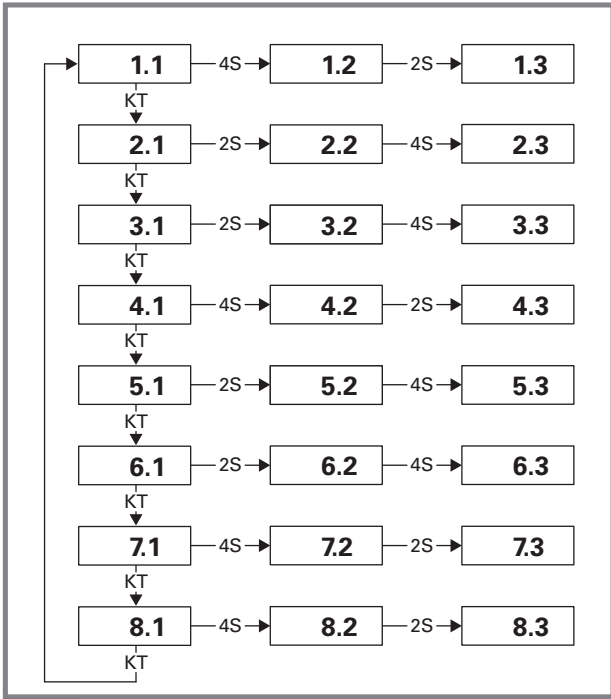 1.1 4S 1.2 2S 1.3
KT
2.1 2S 2.2 4S 2.3
KT
3.1 2S 3.2 4S 3.3
KT
4.1 4S 4.2 2S 4.3
KT
5.1 2S 5.2 4S 5.3
KT
6.1 2S 6.2 4S 6.3
KT
7.1 4S 7.2 2S 7.3
KT
8.1 4S 8.2 2S 8.3
KT